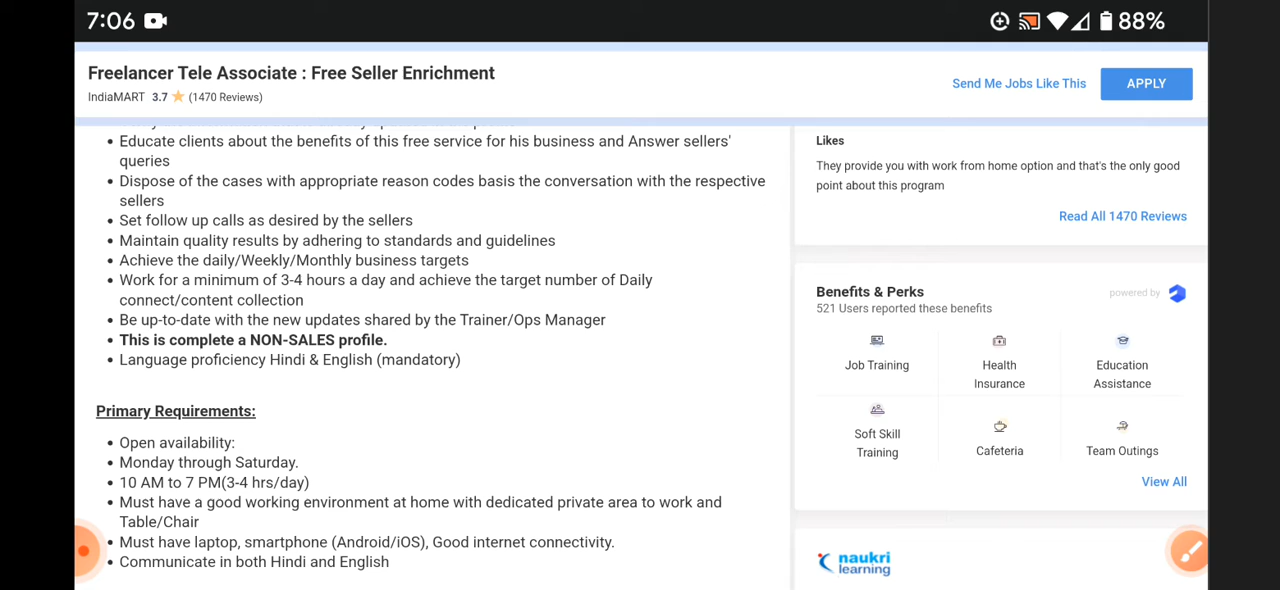 7:06
88%
Freelancer Tele Associate : Free Seller Enrichment
IndiaMART 3.7 (1470 Reviews)
Send Me Jobs Like This
APPLY
• Educate clients about the benefits of this free service for his business and Answer sellers'
queries
• Dispose of the cases with appropriate reason codes basis the conversation with the respective
sellers
• Set follow up calls as desired by the sellers
• Maintain quality results by adhering to standards and guidelines
• Achieve the daily/Weekly/Monthly business targets
• Work for a minimum of 3-4 hours a day and achieve the target number of Daily
connect/content collection
• Be up-to-date with the new updates shared by the Trainer/Ops Manager
• This is complete a NON-SALES profile.
• Language proficiency Hindi & English (mandatory)
Primary Requirements:
• Open availability:
• Monday through Saturday.
• 10 AM to 7 PM(3-4 hrs/day)
• Must have a good working environment at home with dedicated private area to work and
Table/Chair
• Must have laptop, smartphone (Android/iOS), Good internet connectivity.
• Communicate in both Hindi and English
Likes
They provide you with work from home option and that's the only good
point about this program
Read All 1470 Reviews
Benefits & Perks
powered by
521 Users reported these benefits
Job Training
Health
Insurance
Education
Assistance
Soft Skill
Training
Cafeteria
Team Outings
View All
naukri
learning